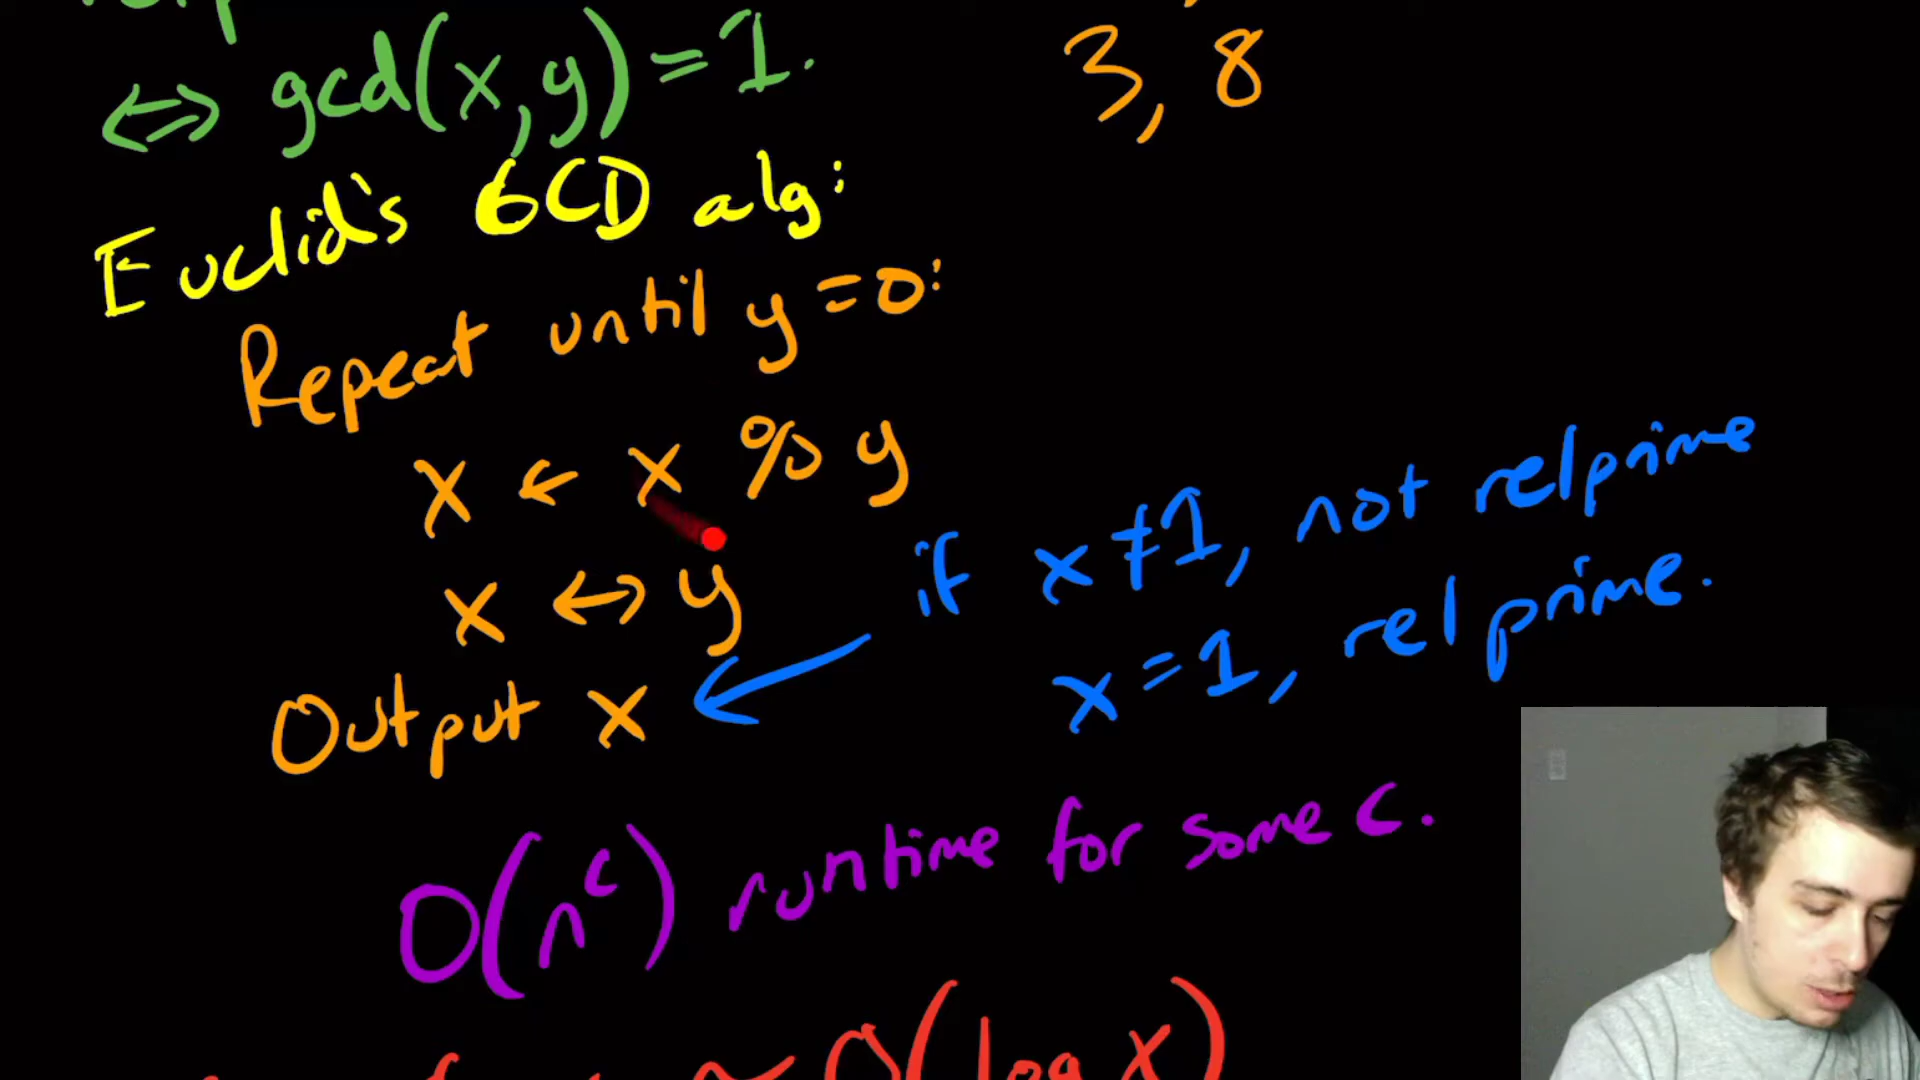 ⟷ gcd(x,y) = 1.
3, 8
Euclid's GCD alg:
Repeat until y = 0:
x ← x % y
x ↔ y
Output x
if x ≠ 1, not relprime
x = 1, relprime.
O(n^c) runtime for some c.
O(log x)